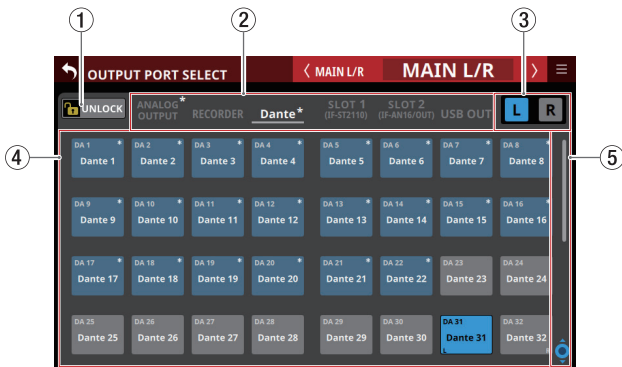 1 2 3
OUTPUT PORT SELECT MAIN L/R MAIN L/R
UNLOCK ANALOG OUTPUT* RECORDER Dante* SLOT 1 (IF-ST2110) SLOT 2 (IF-AN16/OUT) USB OUT L R
4 5
DA 1 * DA 2 * DA 3 * DA 4 * DA 5 * DA 6 * DA 7 * DA 8 *
Dante 1 Dante 2 Dante 3 Dante 4 Dante 5 Dante 6 Dante 7 Dante 8
DA 9 * DA 10 * DA 11 * DA 12 * DA 13 * DA 14 * DA 15 * DA 16 *
Dante 9 Dante 10 Dante 11 Dante 12 Dante 13 Dante 14 Dante 15 Dante 16
DA 17 * DA 18 * DA 19 * DA 20 * DA 21 * DA 22 * DA 23 DA 24
Dante 17 Dante 18 Dante 19 Dante 20 Dante 21 Dante 22 Dante 23 Dante 24
DA 25 DA 26 DA 27 DA 28 DA 29 DA 30 DA 31 DA 32
Dante 25 Dante 26 Dante 27 Dante 28 Dante 29 Dante 30 Dante 31 Dante 32
L